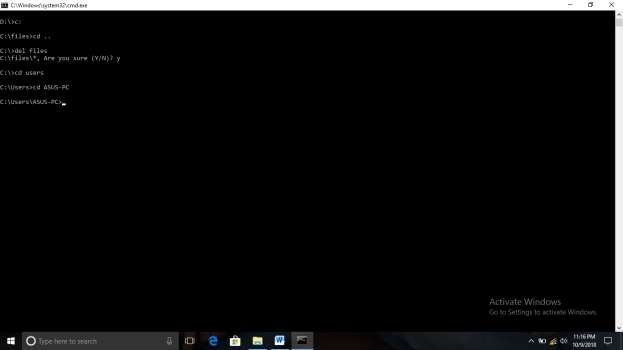 C:\Windows\system32\cmd.exe
D:\>c:
C:\files>cd ..
C:\>del files
C:\files\*, Are you sure (Y/N)? y
C:\>cd users
C:\Users>cd ASUS-PC
C:\Users\ASUS-PC>
Activate Windows
Go to Settings to activate Windows.
Type here to search
11:16 PM
10/9/2018